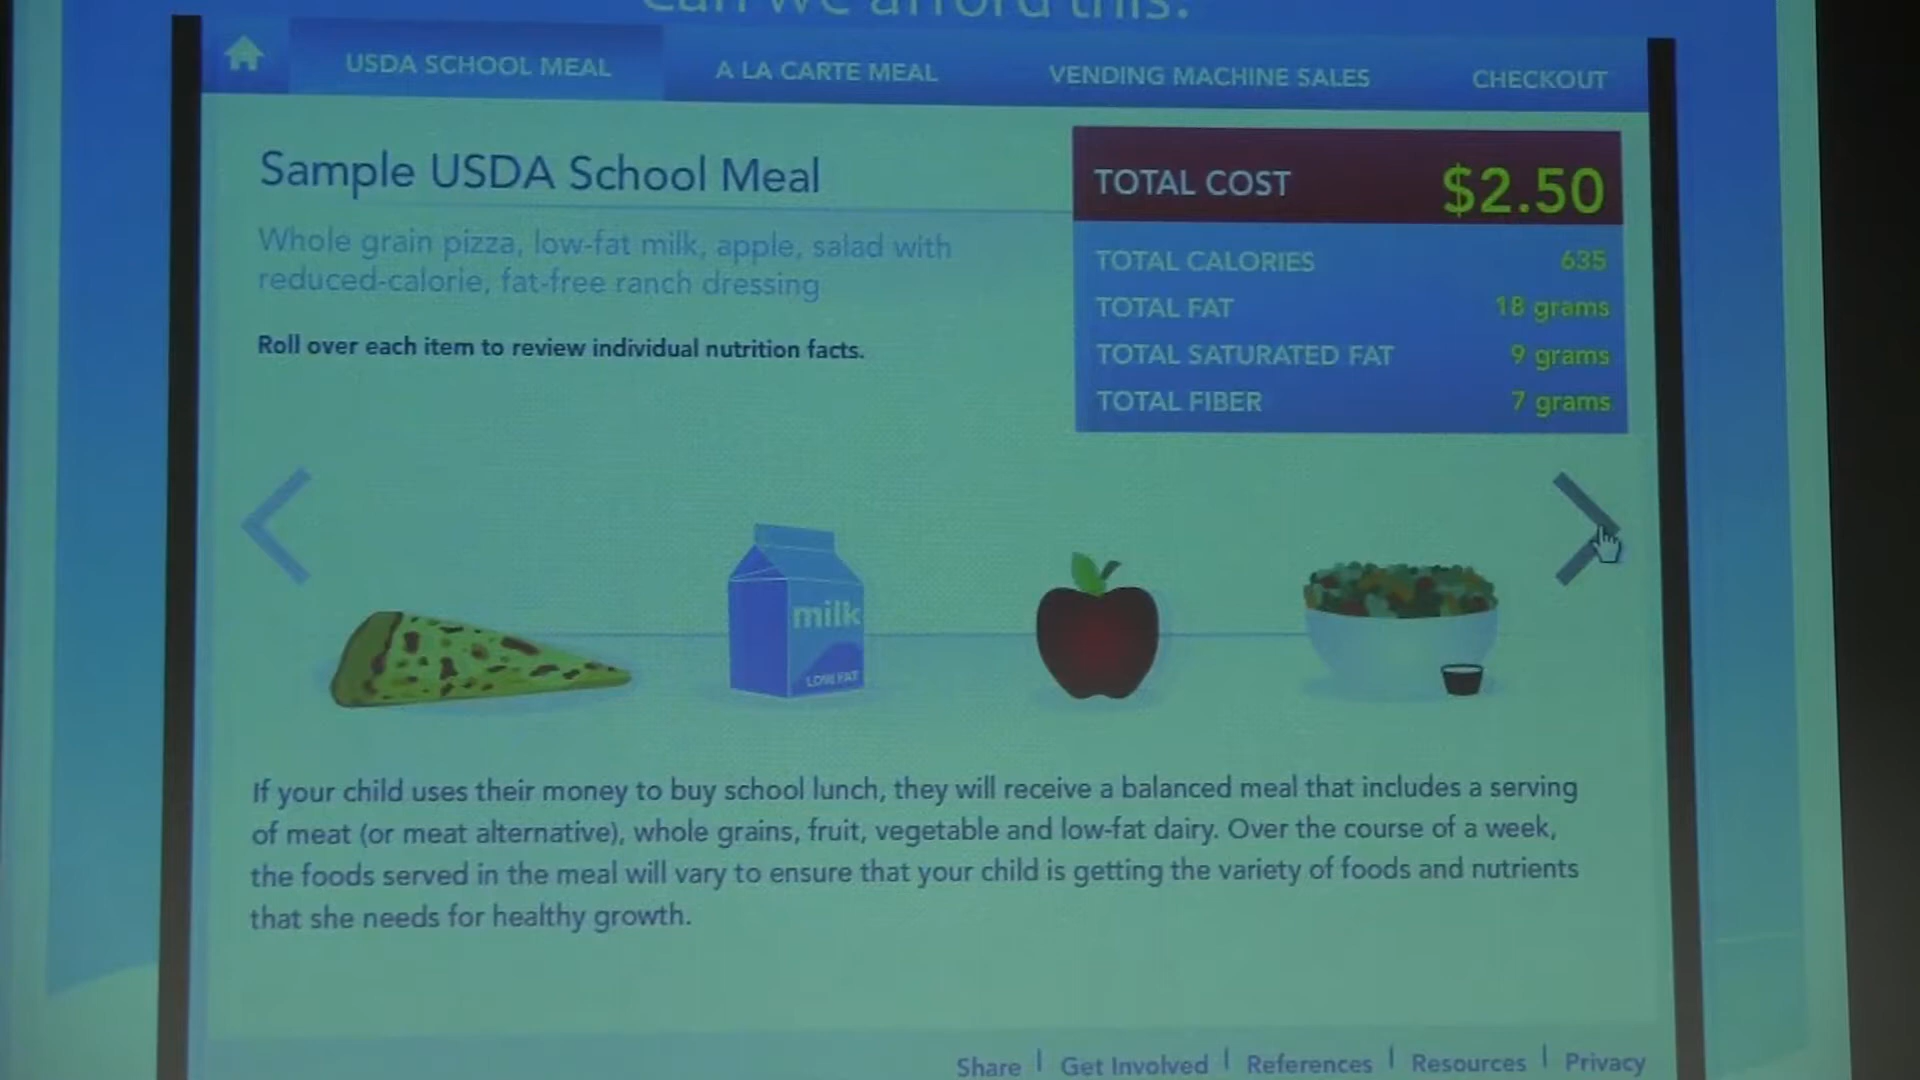 Can we afford this?
USDA SCHOOL MEAL
A LA CARTE MEAL
VENDING MACHINE SALES
CHECKOUT
Sample USDA School Meal
Whole grain pizza, low-fat milk, apple, salad with
reduced-calorie, fat-free ranch dressing
Roll over each item to review individual nutrition facts.
TOTAL COST $2.50
TOTAL CALORIES 635
TOTAL FAT 18 grams
TOTAL SATURATED FAT 9 grams
TOTAL FIBER 7 grams
milk
LOW FAT
If your child uses their money to buy school lunch, they will receive a balanced meal that includes a serving
of meat (or meat alternative), whole grains, fruit, vegetable and low-fat dairy. Over the course of a week,
the foods served in the meal will vary to ensure that your child is getting the variety of foods and nutrients
that she needs for healthy growth.
Share | Get Involved | References | Resources | Privacy